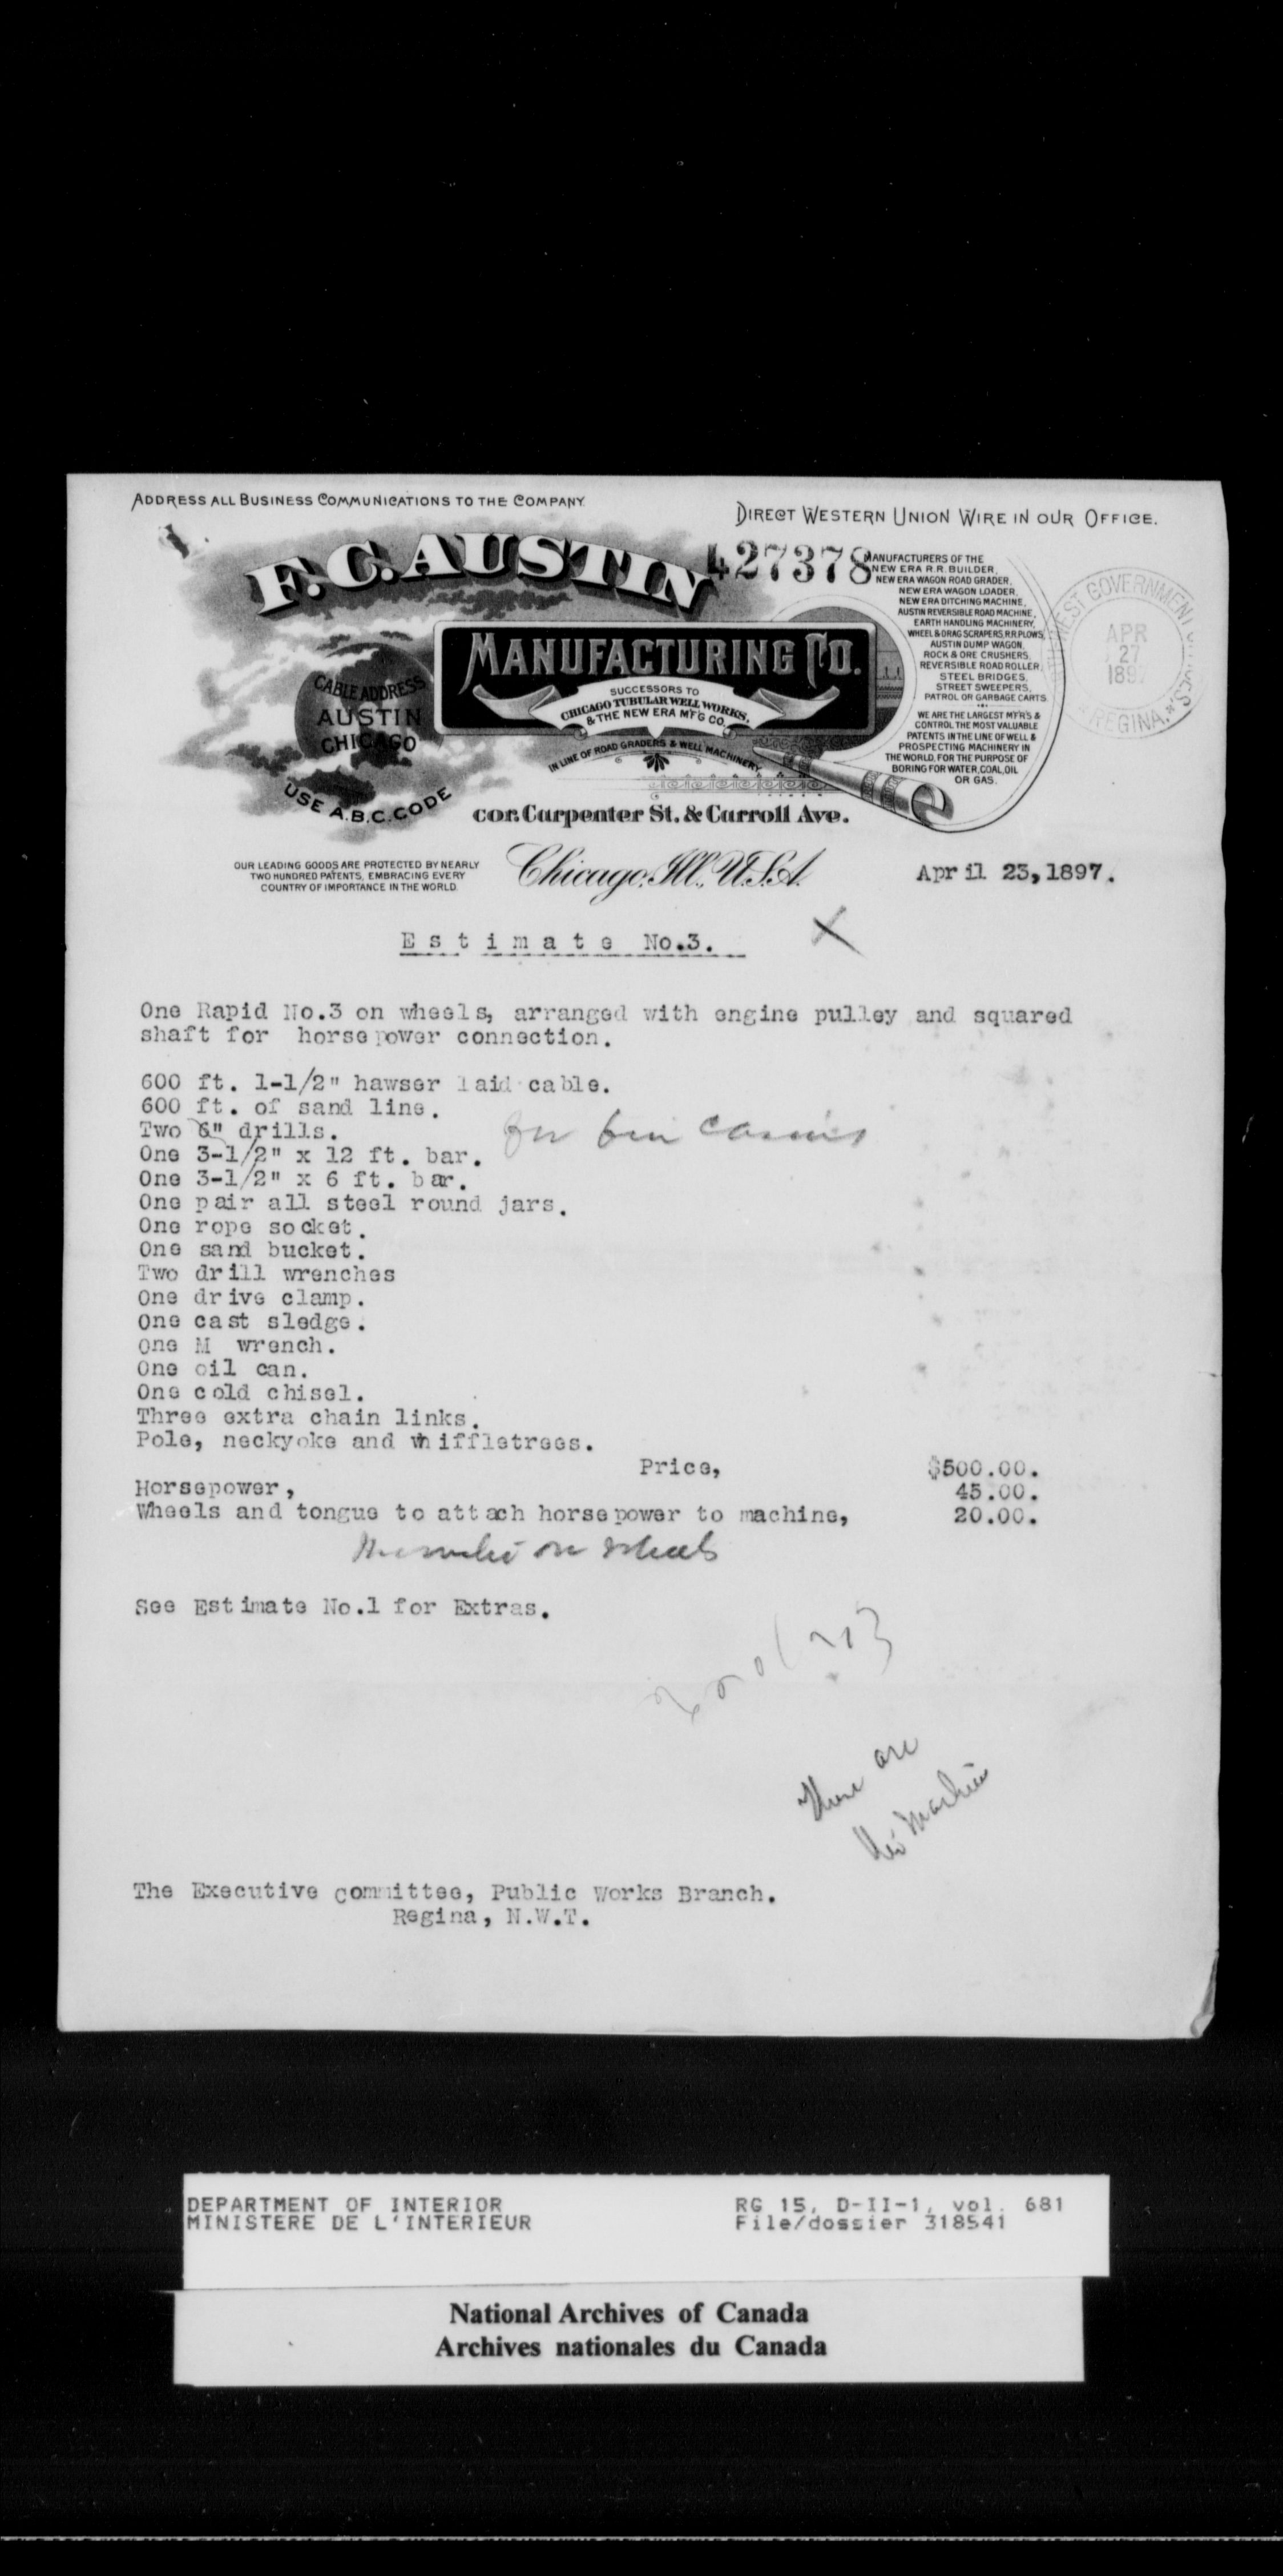 ADDRESS ALL BUSINESS COMMUNICATIONS TO THE COMPANY.
DIRECT WESTERN UNION WIRE IN OUR OFFICE.
F.C. AUSTIN
MANUFACTURING CO.
SUCCESSORS TO
CHICAGO TUBULAR WELL WORKS,
& THE NEW ERA M'F'G CO.
IN LINE OF ROAD GRADERS & WELL MACHINERY
CABLE ADDRESS
AUSTIN
CHICAGO
USE A.B.C. CODE
427378
MANUFACTURERS OF THE
NEW ERA R.R. BUILDER,
NEW ERA WAGON ROAD GRADER,
NEW ERA WAGON LOADER,
NEW ERA DITCHING MACHINE,
AUSTIN REVERSIBLE ROAD MACHINE,
EARTH HANDLING MACHINERY,
WHEEL & DRAG SCRAPERS, R.R. PLOWS,
AUSTIN DUMP WAGON,
ROCK & ORE CRUSHERS,
REVERSIBLE ROAD ROLLER,
STEEL BRIDGES,
STREET SWEEPERS,
PATROL OR GARBAGE CARTS.
WE ARE THE LARGEST M'F'R'S &
CONTROL THE MOST VALUABLE
PATENTS IN THE LINE OF WELL &
PROSPECTING MACHINERY IN
THE WORLD, FOR THE PURPOSE OF
BORING FOR WATER, COAL, OIL
OR GAS.
GOVERNMENT
APR
27
189
REGINA.
cor. Carpenter St. & Carroll Ave.
OUR LEADING GOODS ARE PROTECTED BY NEARLY
TWO HUNDRED PATENTS, EMBRACING EVERY
COUNTRY OF IMPORTANCE IN THE WORLD.
Chicago, Ill., U.S.A.
April 23,1897.
Estimate No.3.
One Rapid No.3 on wheels, arranged with engine pulley and squared
shaft for horsepower connection.
600 ft. 1-1/2" hawser laid cable.
600 ft. of sand line.
Two 6" drills.
One 3-1/2" x 12 ft. bar.
One 3-1/2" x 6 ft. bar.
One pair all steel round jars.
One rope socket.
One sand bucket.
Two drill wrenches
One drive clamp.
One cast sledge.
One M wrench.
One oil can.
One cold chisel.
Three extra chain links.
Pole, neckyoke and whiffletrees.
Price, $500.00.
Horsepower, 45.00.
Wheels and tongue to attach horsepower to machine, 20.00.
on wheels
See Estimate No.1 for Extras.
The Executive committee, Public Works Branch.
Regina, N.W.T.
DEPARTMENT OF INTERIOR
MINISTERE DE L'INTERIEUR
RG 15, D-II-1, vol. 681
File/dossier 318541
National Archives of Canada
Archives nationales du Canada